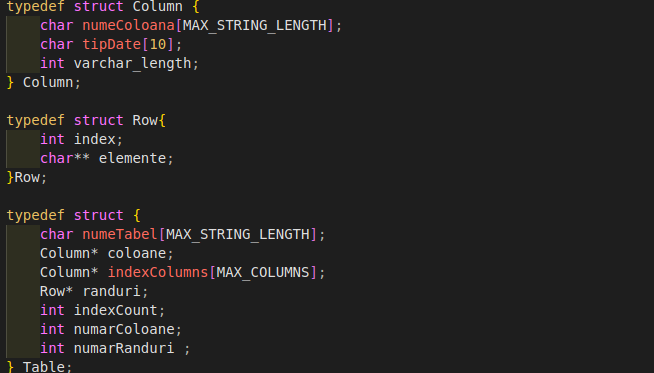 typedef struct Column {
char numeColoana[MAX_STRING_LENGTH];
char tipDate[10];
int varchar_length;
} Column;
typedef struct Row{
int index;
char** elemente;
}Row;
typedef struct {
char numeTabel[MAX_STRING_LENGTH];
Column* coloane;
Column* indexColumns[MAX_COLUMNS];
Row* randuri;
int indexCount;
int numarColoane;
int numarRanduri ;
} Table;